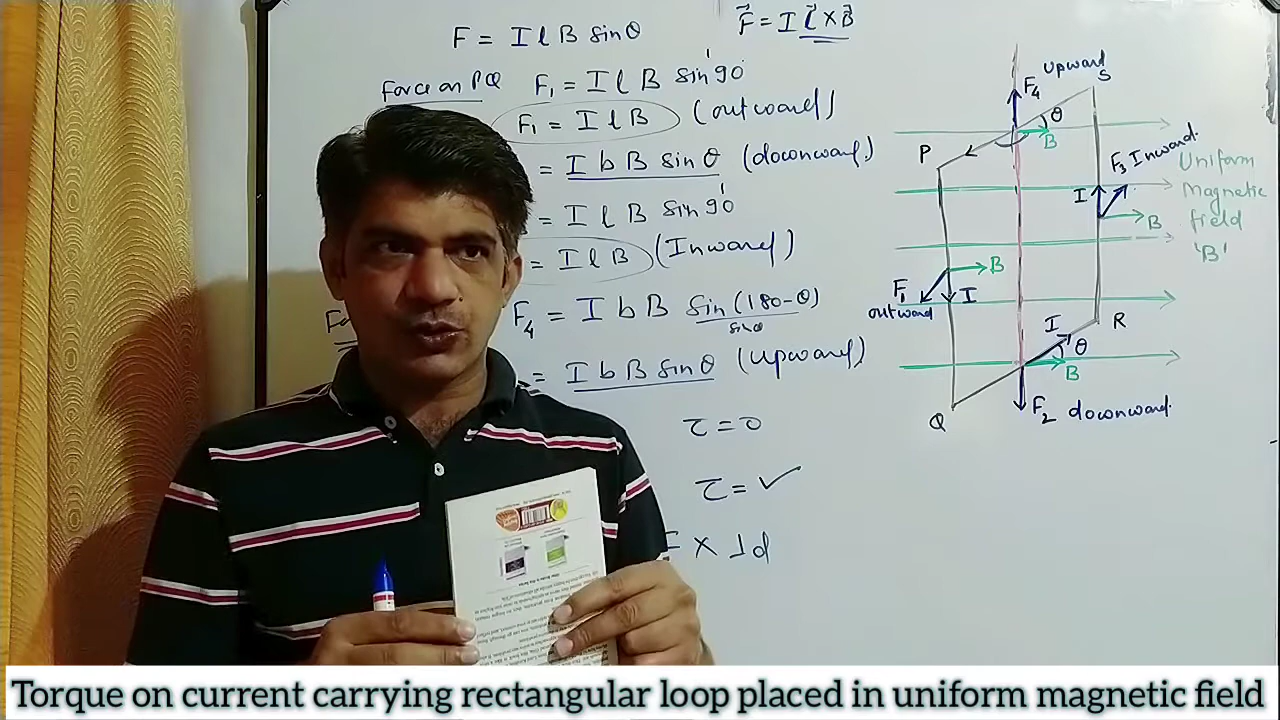 F = I l B sin θ
F⃗ = I l⃗ × B⃗
Force on PQ F₁ = I l B sin 90° 1
F₁ = I l B (outward)
= I b B sin θ (downward)
= I l B sin 90° 1
= I l B (Inward)
F₄ = I b B sin (180-θ)
sin θ
= I b B sin θ (upward)
τ = 0
τ = ✓
× ⊥ d
F₄ upward
S
θ
B
P
F₃ Inward
I
B
Uniform
Magnetic
field
'B'
B
F₁
outward
I
I
R
θ
B
Q
F₂ downward
Torque on current carrying rectangular loop placed in uniform magnetic field